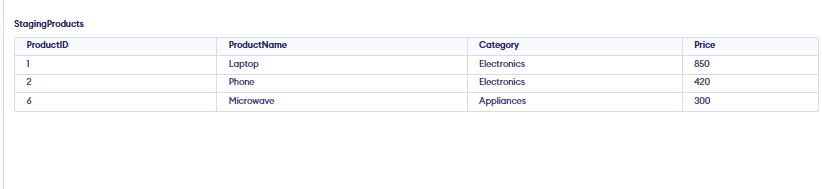 StagingProducts
ProductID ProductName Category Price
1 Laptop Electronics 850
2 Phone Electronics 420
6 Microwave Appliances 300